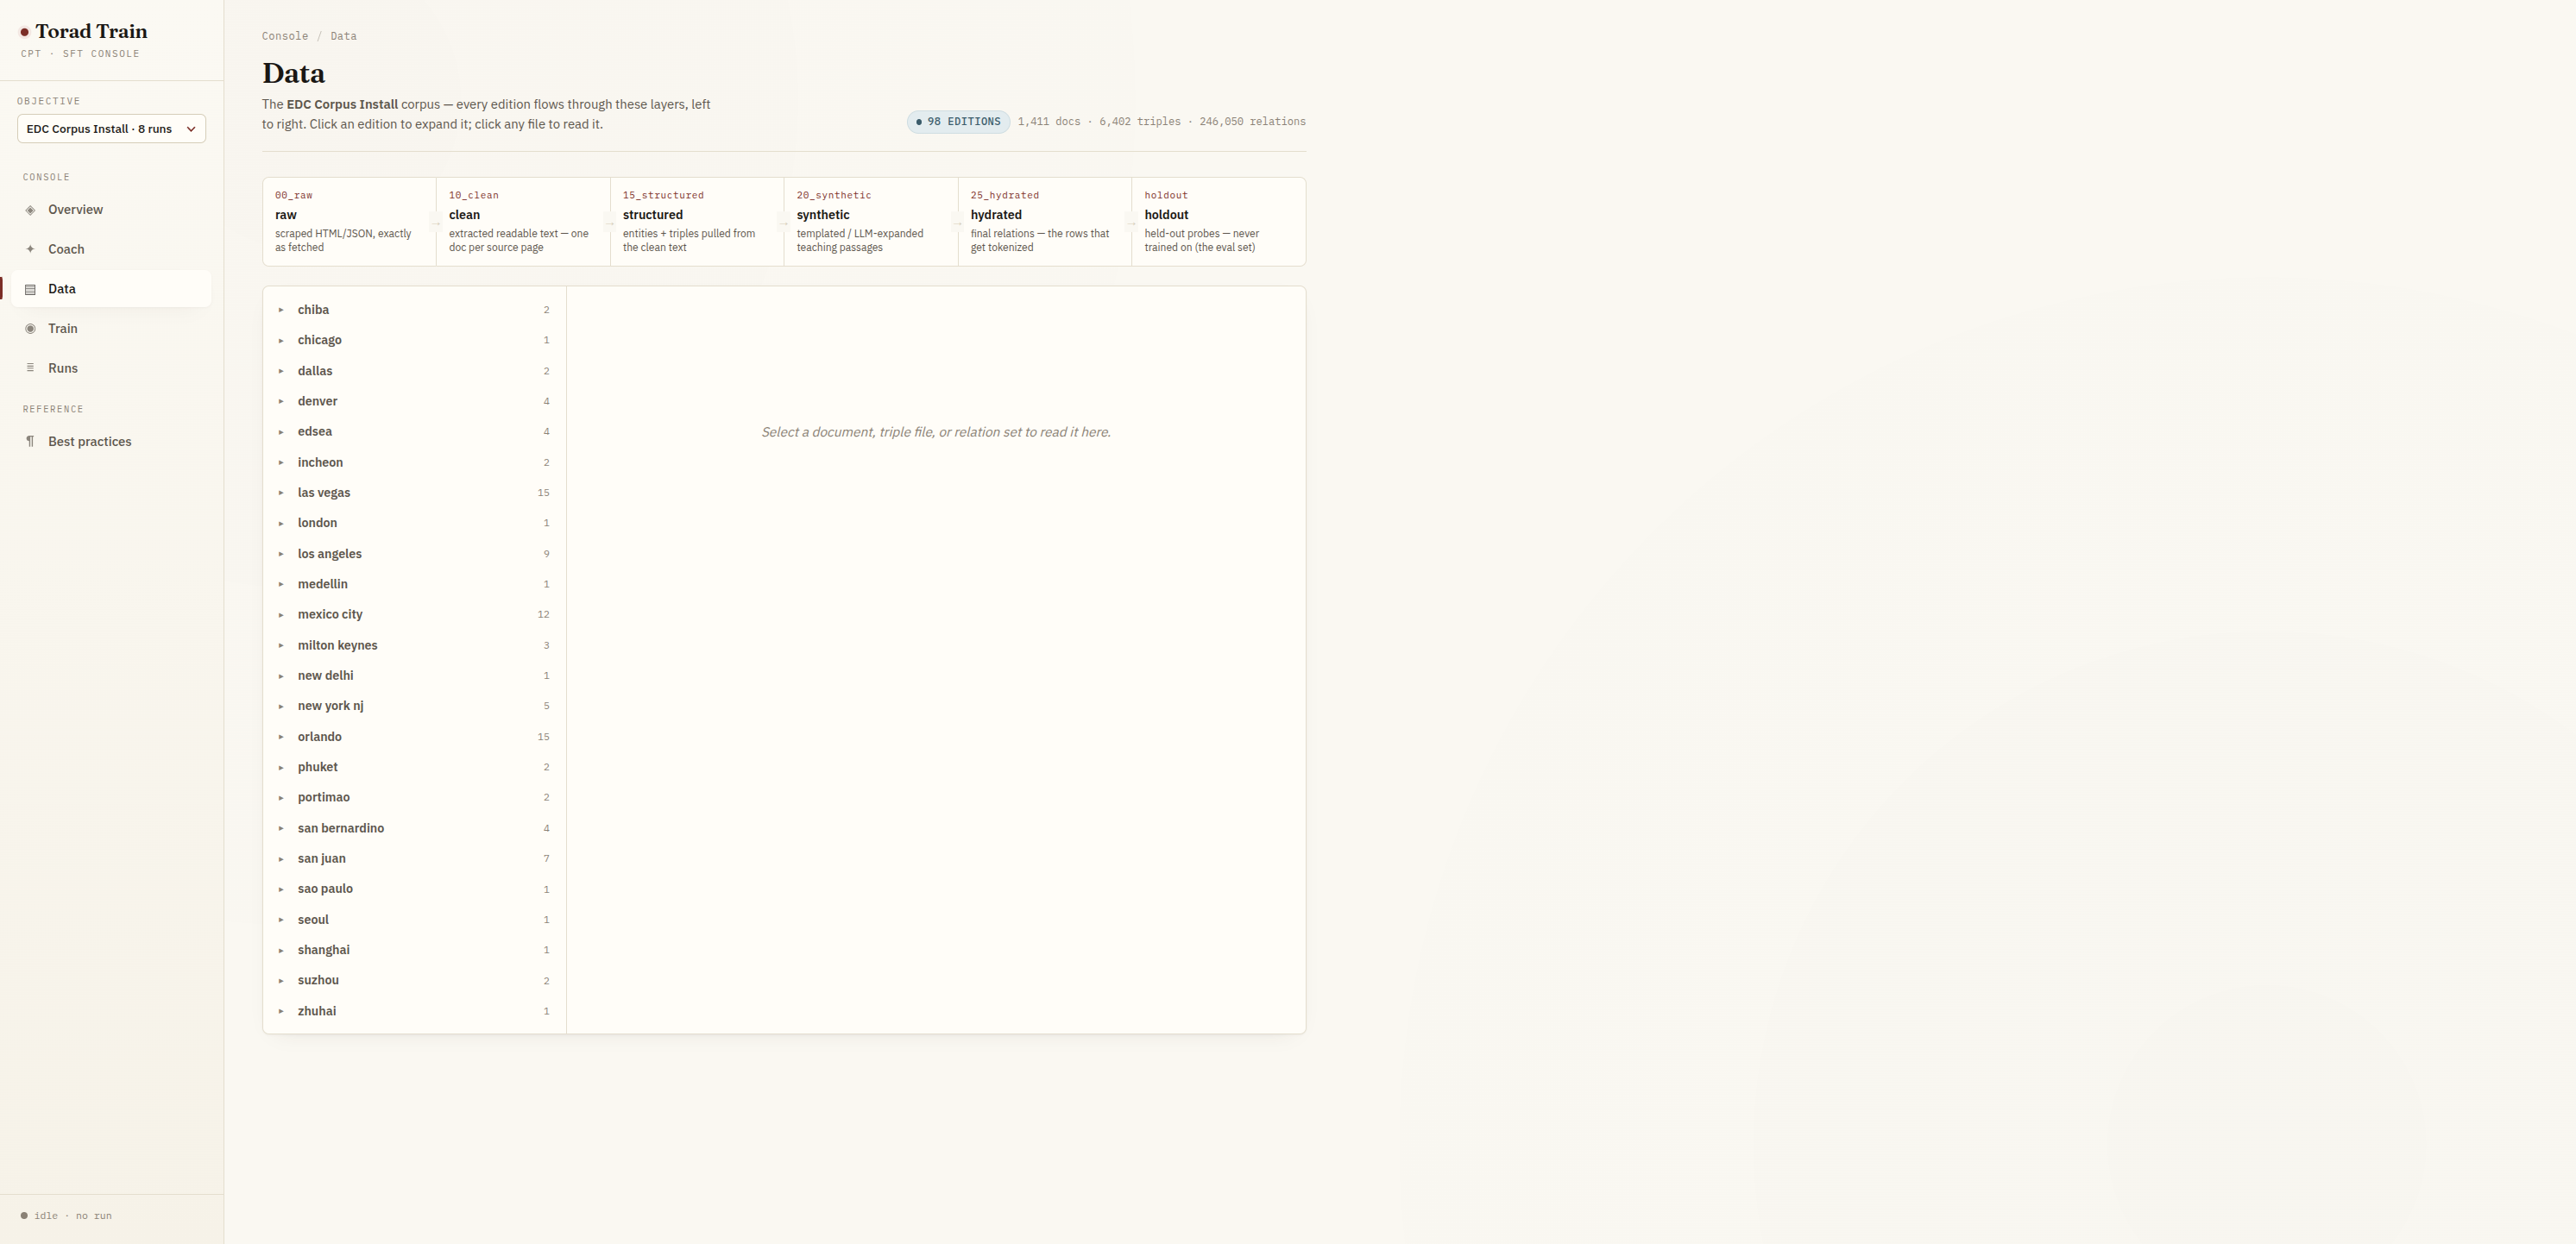 Torad Train
CPT · SFT CONSOLE
OBJECTIVE
EDC Corpus Install · 8 runs
CONSOLE
Overview
Coach
Data
Train
Runs
REFERENCE
Best practices
idle · no run
Console / Data
Data
The EDC Corpus Install corpus — every edition flows through these layers, left
to right. Click an edition to expand it; click any file to read it.
98 EDITIONS 1,411 docs · 6,402 triples · 246,050 relations
00_raw
raw
scraped HTML/JSON, exactly
as fetched
→
10_clean
clean
extracted readable text — one
doc per source page
→
15_structured
structured
entities + triples pulled from
the clean text
→
20_synthetic
synthetic
templated / LLM-expanded
teaching passages
→
25_hydrated
hydrated
final relations — the rows that
get tokenized
→
holdout
holdout
held-out probes — never
trained on (the eval set)
▸ chiba 2
▸ chicago 1
▸ dallas 2
▸ denver 4
▸ edsea 4
▸ incheon 2
▸ las vegas 15
▸ london 1
▸ los angeles 9
▸ medellin 1
▸ mexico city 12
▸ milton keynes 3
▸ new delhi 1
▸ new york nj 5
▸ orlando 15
▸ phuket 2
▸ portimao 2
▸ san bernardino 4
▸ san juan 7
▸ sao paulo 1
▸ seoul 1
▸ shanghai 1
▸ suzhou 2
▸ zhuhai 1
Select a document, triple file, or relation set to read it here.